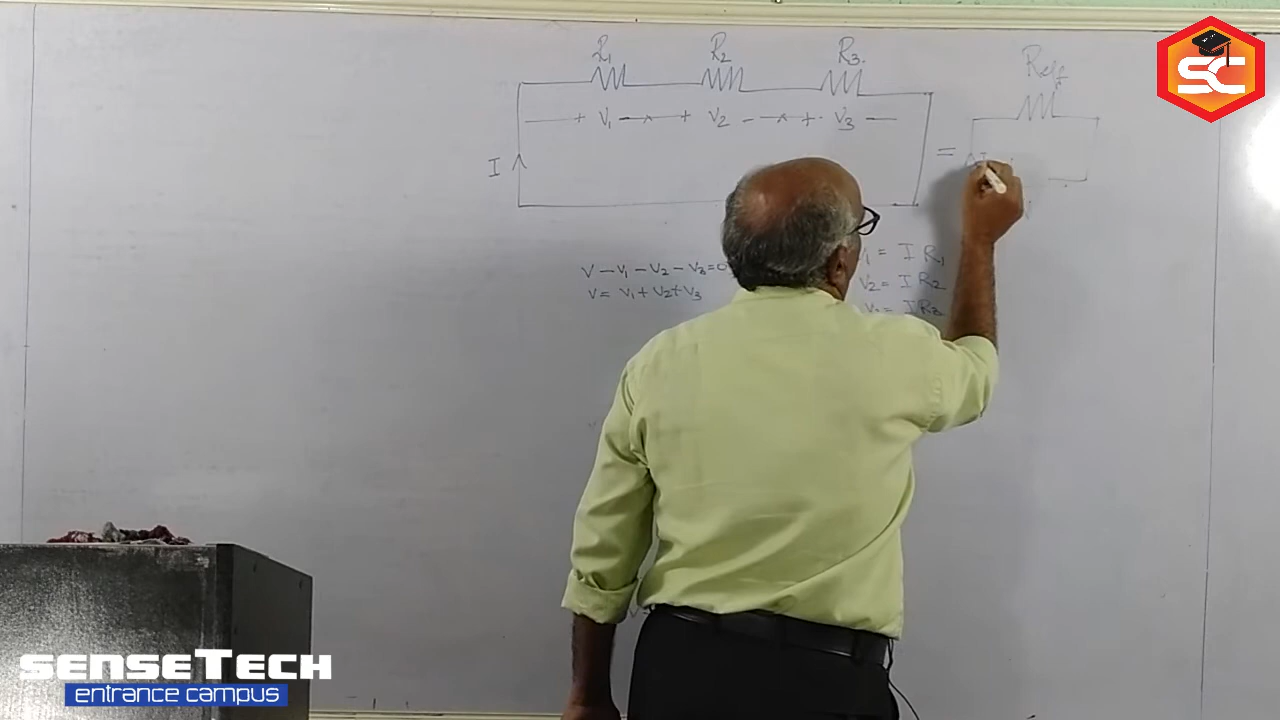 R1 R2 R3. Reff
+ V1 + V2 - + V3
I = I
V - V1 - V2 - V3 = 0
V = V1 + V2 + V3
V1 = I R1
V2 = I R2
V3 = I R3
SC
SENSETECH
entrance campus